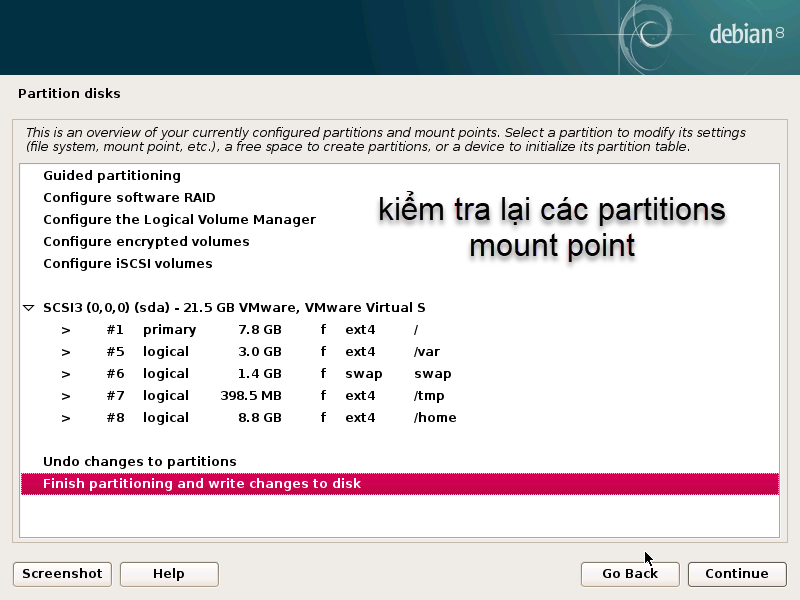 debian 8
Partition disks
This is an overview of your currently configured partitions and mount points. Select a partition to modify its settings
(file system, mount point, etc.), a free space to create partitions, or a device to initialize its partition table.
Guided partitioning
Configure software RAID
Configure the Logical Volume Manager
Configure encrypted volumes
Configure iSCSI volumes
kiểm tra lại các partitions
mount point
SCSI3 (0,0,0) (sda) - 21.5 GB VMware, VMware Virtual S
> #1 primary 7.8 GB f ext4 /
> #5 logical 3.0 GB f ext4 /var
> #6 logical 1.4 GB f swap swap
> #7 logical 398.5 MB f ext4 /tmp
> #8 logical 8.8 GB f ext4 /home
Undo changes to partitions
Finish partitioning and write changes to disk
Screenshot Help Go Back Continue